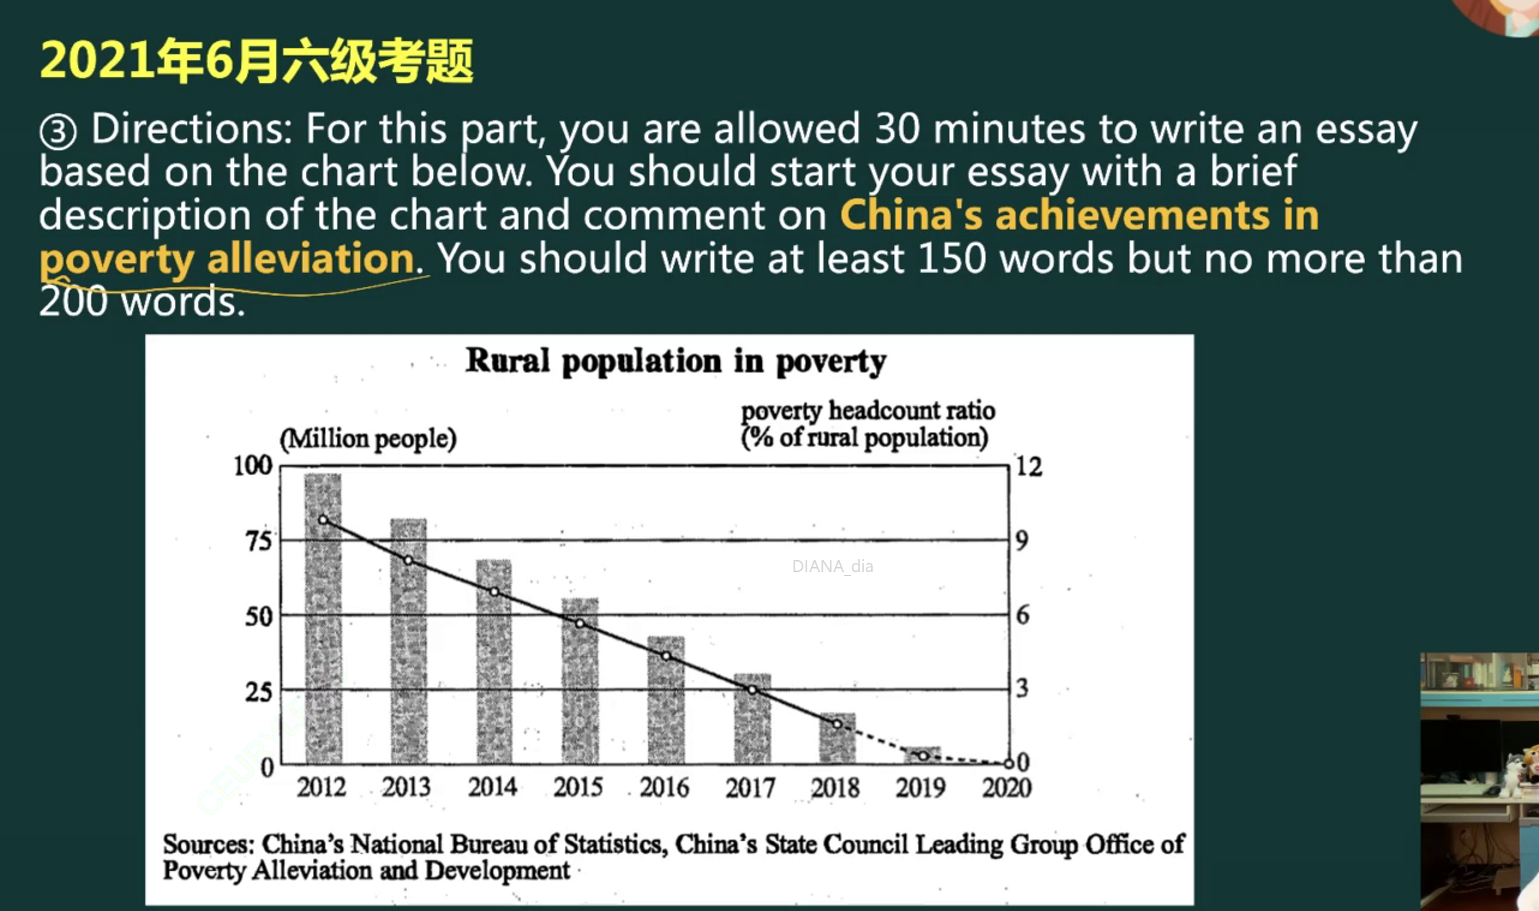 2021年6月六级考题
③ Directions: For this part, you are allowed 30 minutes to write an essay
based on the chart below. You should start your essay with a brief
description of the chart and comment on China's achievements in
poverty alleviation. You should write at least 150 words but no more than
200 words.
Rural population in poverty
(Million people)
poverty headcount ratio
(% of rural population)
100
12
75
9
DIANA_dia
50
6
25
3
0
0
2012 2013 2014 2015 2016 2017 2018 2019 2020
Sources: China's National Bureau of Statistics, China's State Council Leading Group Office of
Poverty Alleviation and Development